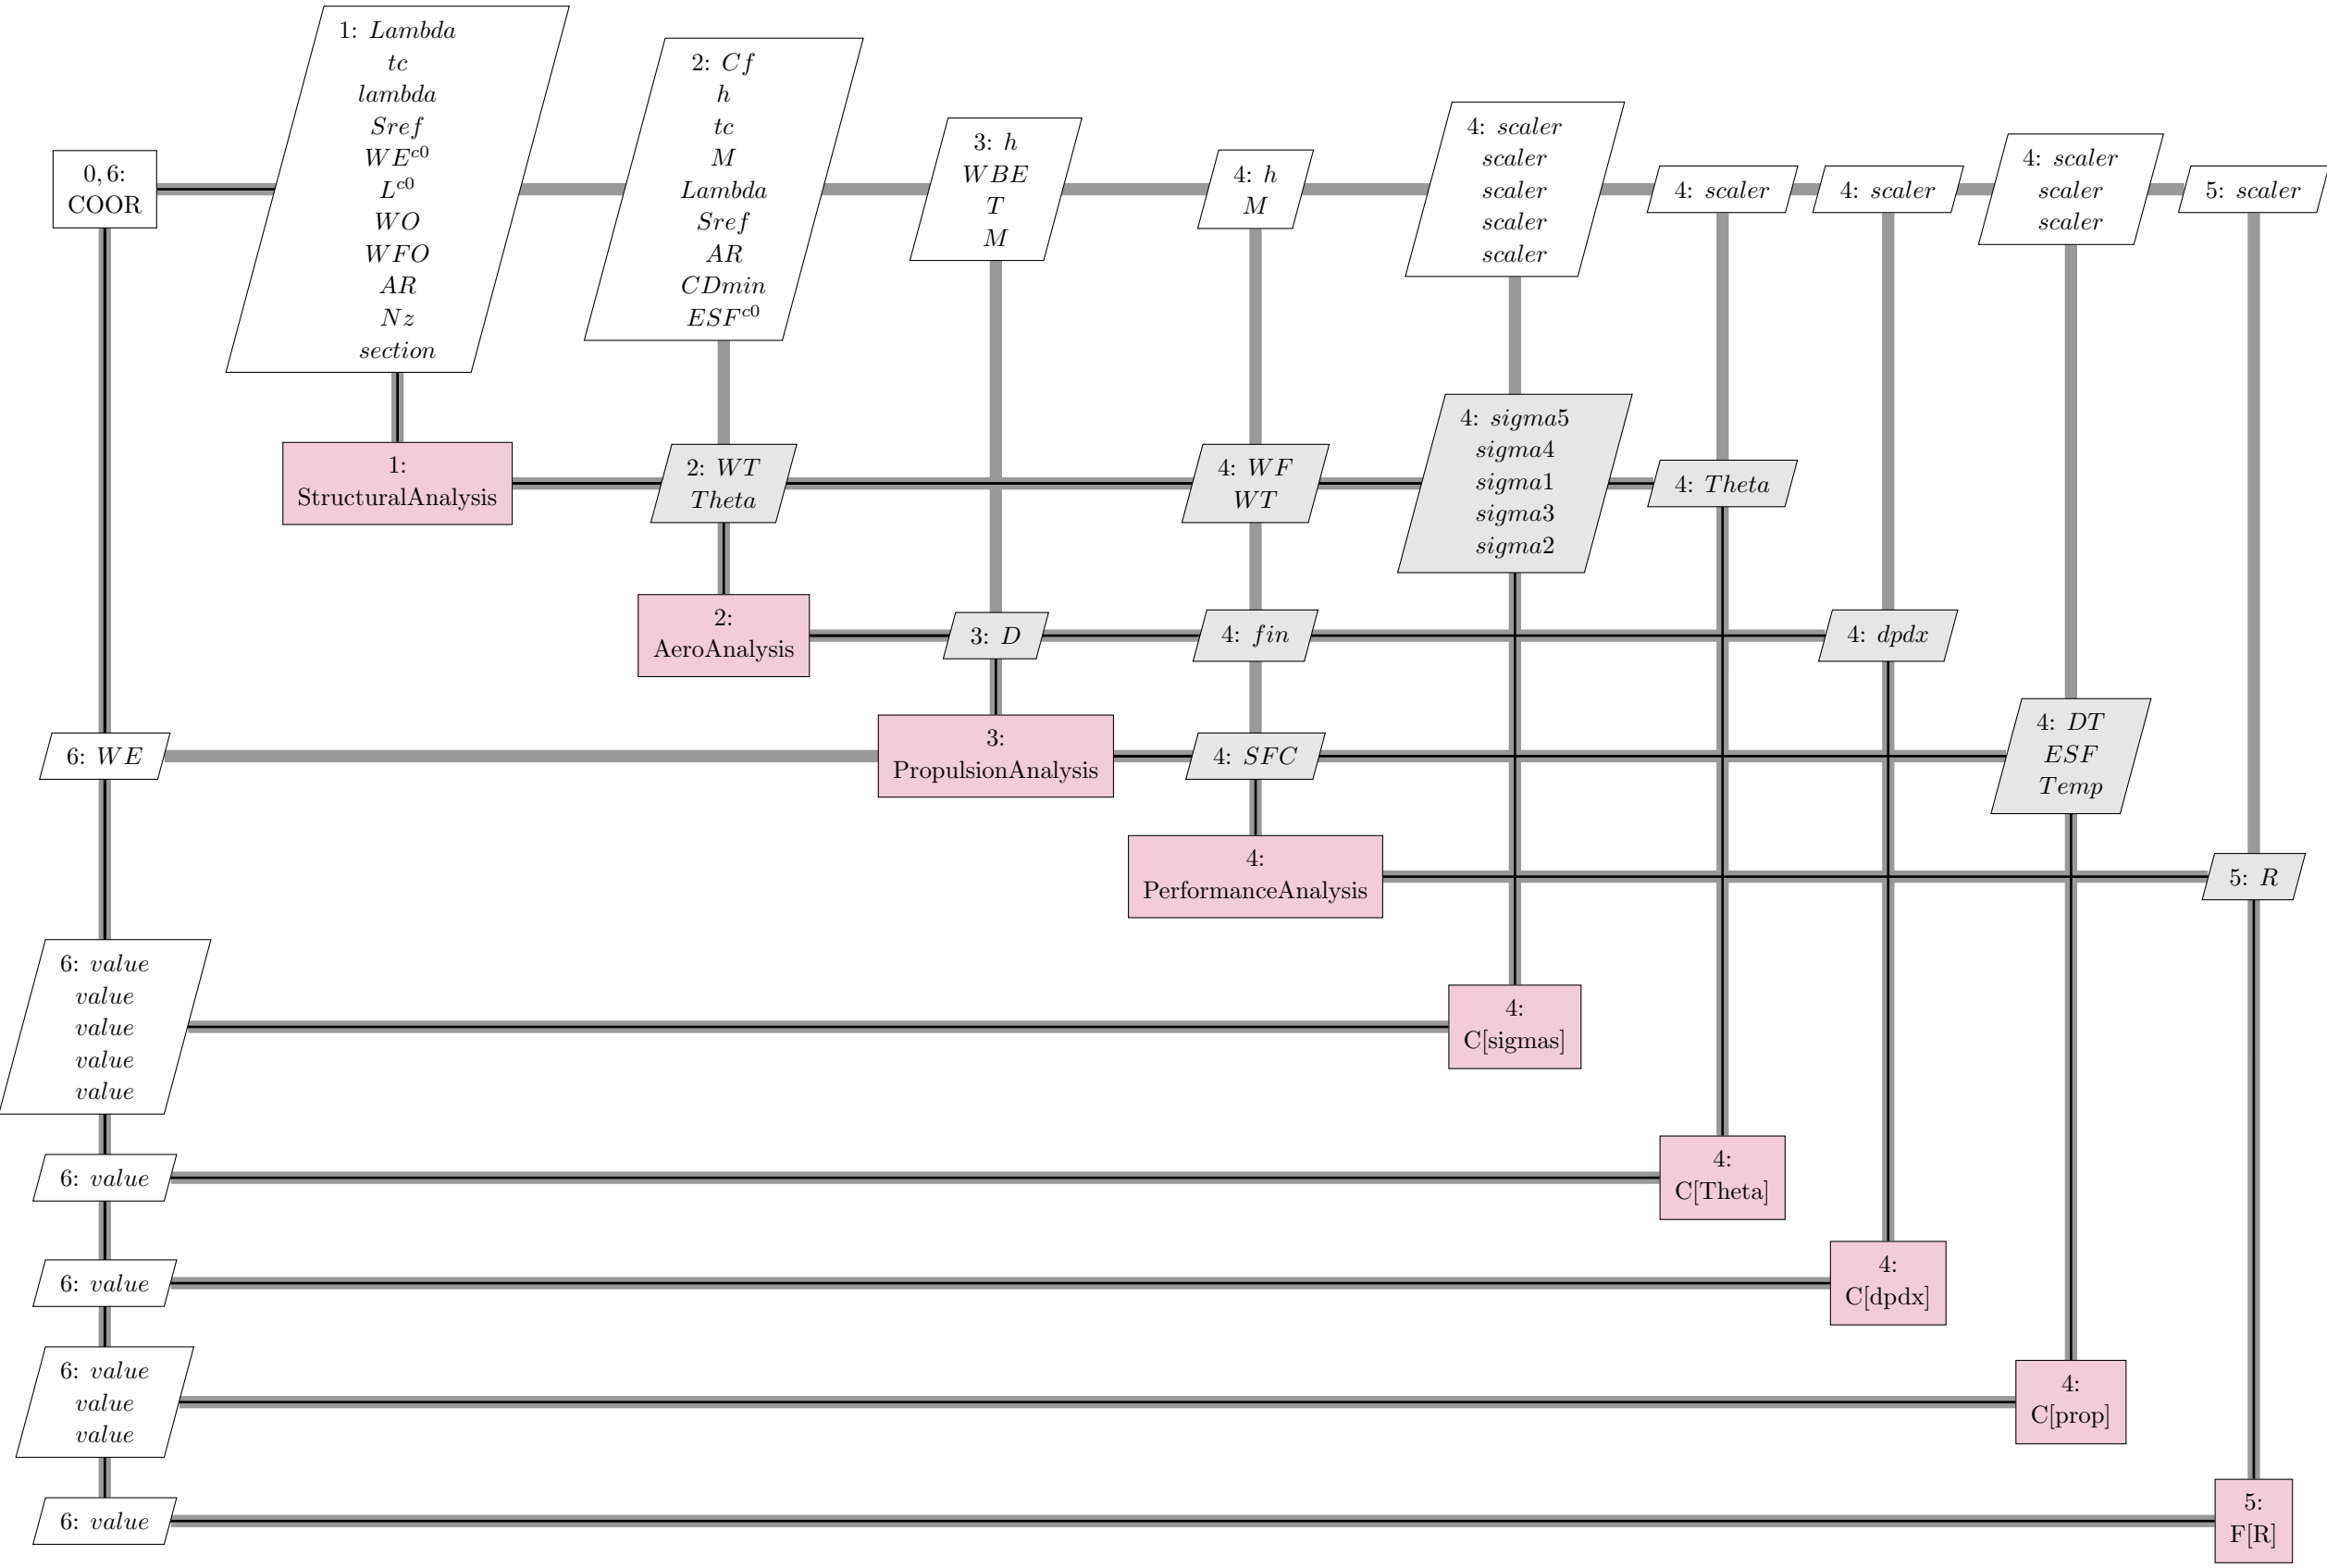 1: Lambda
tc
lambda
Sref
WE^c0
L^c0
WO
WFO
AR
Nz
section
2: Cf
h
tc
M
Lambda
Sref
AR
CDmin
ESF^c0
3: h
WBE
T
M
4: h
M
4: scaler
scaler
scaler
scaler
scaler
4: scaler
4: scaler
4: scaler
scaler
scaler
5: scaler
0, 6:
COOR
1:
StructuralAnalysis
2: WT
Theta
4: WF
WT
4: sigma5
sigma4
sigma1
sigma3
sigma2
4: Theta
2:
AeroAnalysis
3: D
4: fin
4: dpdx
6: WE
3:
PropulsionAnalysis
4: SFC
4: DT
ESF
Temp
4:
PerformanceAnalysis
5: R
6: value
value
value
value
value
4:
C[sigmas]
6: value
4:
C[Theta]
6: value
4:
C[dpdx]
6: value
value
value
4:
C[prop]
6: value
5:
F[R]